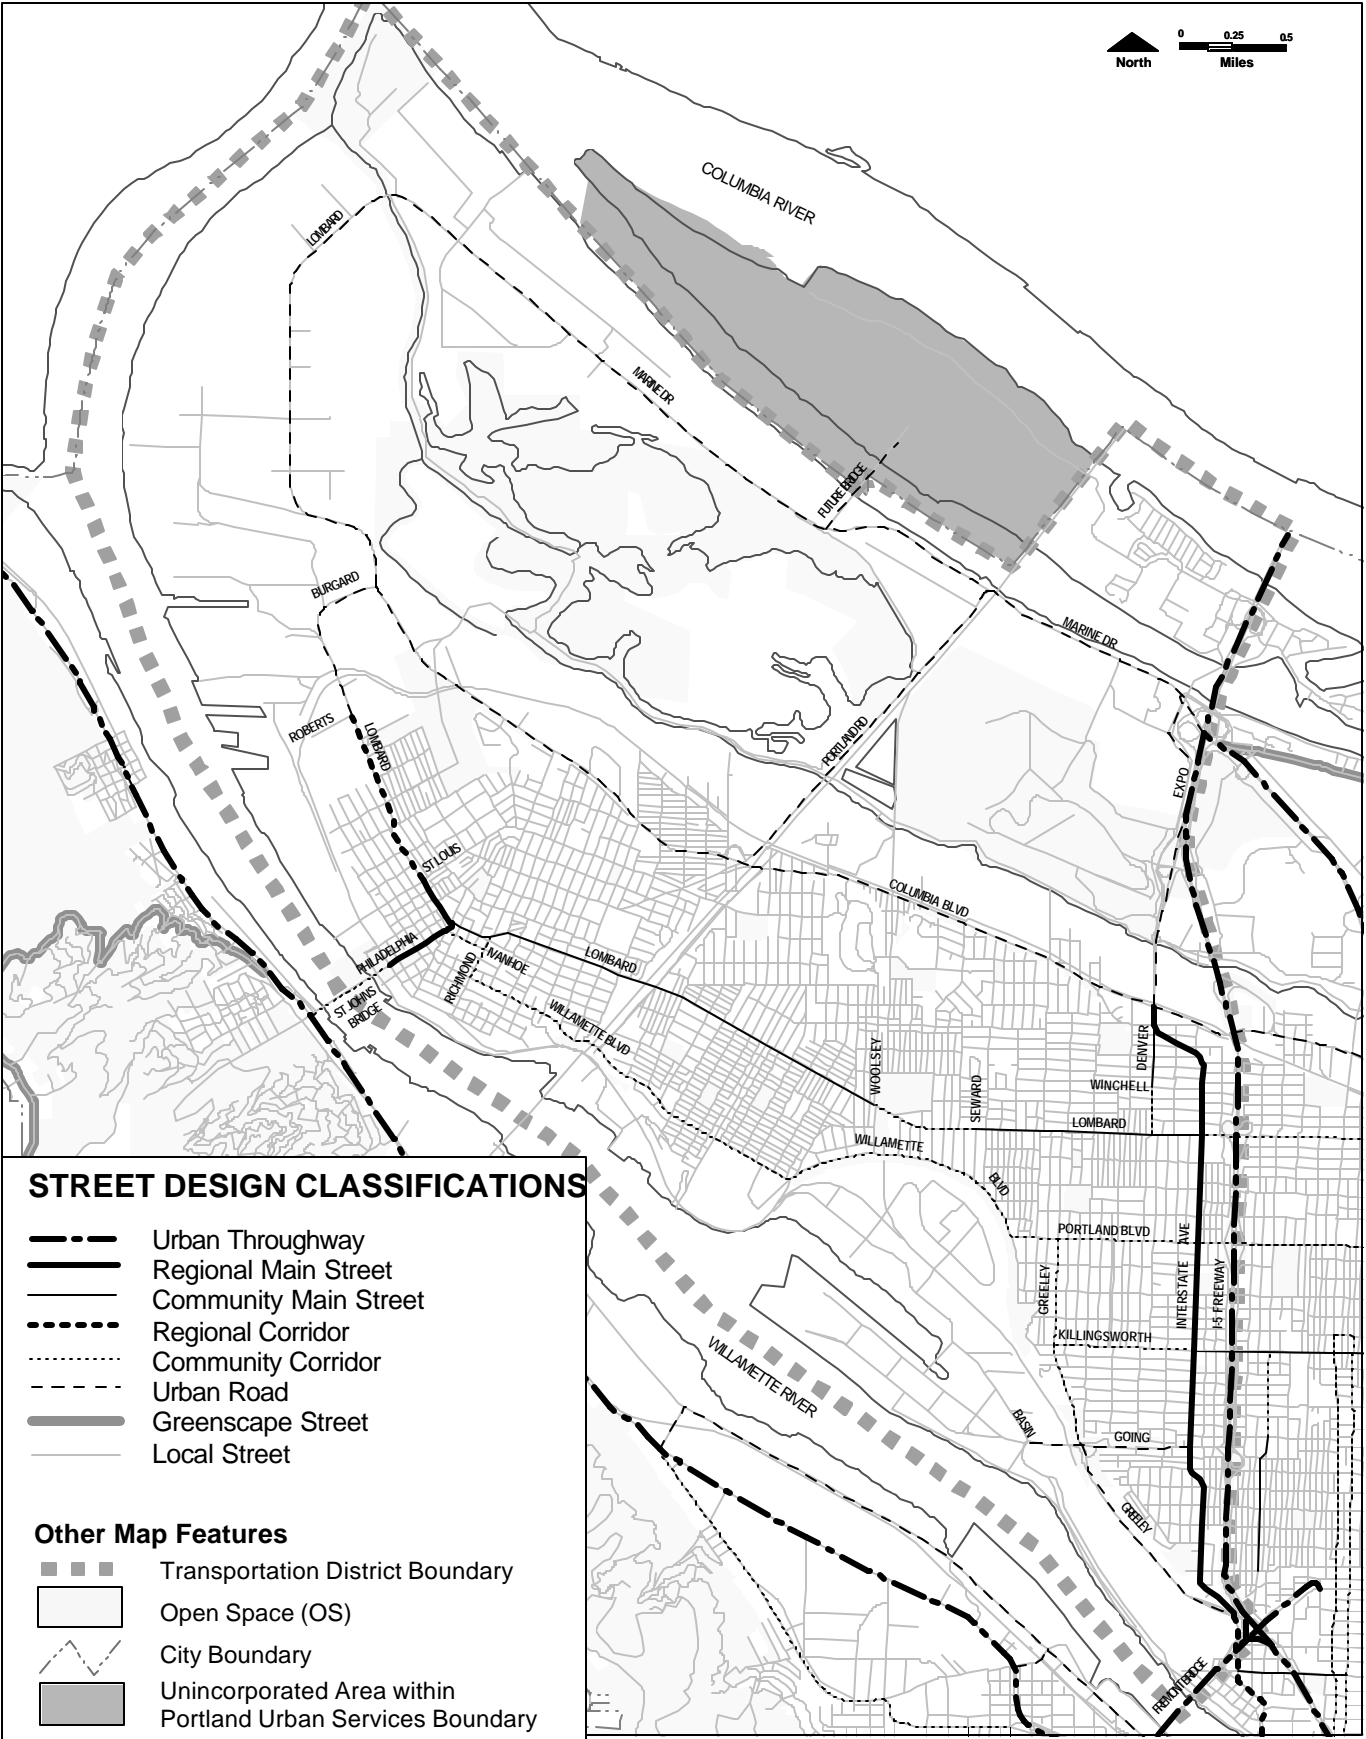 0 0.25 0.5
North Miles
COLUMBIA RIVER
LOMBARD
MARINE DR
FUTURE BRIDGE
BURGARD
MARINE DR
ROBERTS
LOMBARD
PORTLAND RD
EXPO
ST LOUIS
COLUMBIA BLVD
PHILADELPHIA
IVANHOE
LOMBARD
RICHMOND
ST JOHNS
BRIDGE
WILLAMETTE BLVD
WOOLSEY
DENVER
SEWARD
WINCHELL
LOMBARD
WILLAMETTE
BLVD
PORTLAND BLVD
INTERSTATE AVE
I-5 FREEWAY
GREELEY
KILLINGSWORTH
WILLAMETTE RIVER
BASIN
GOING
GREELEY
FREMONT BRIDGE
STREET DESIGN CLASSIFICATIONS
Urban Throughway
Regional Main Street
Community Main Street
Regional Corridor
Community Corridor
Urban Road
Greenscape Street
Local Street
Other Map Features
Transportation District Boundary
Open Space (OS)
City Boundary
Unincorporated Area within
Portland Urban Services Boundary